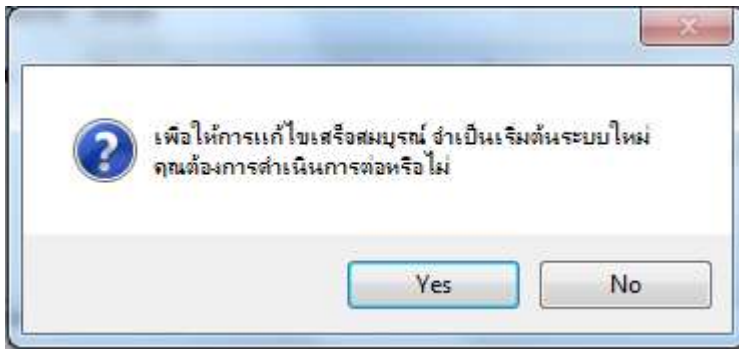 เพื่อให้การแก้ไขเสร็จสมบูรณ์ จำเป็นเริ่มต้นระบบใหม่
คุณต้องการดำเนินการต่อหรือไม่
Yes No